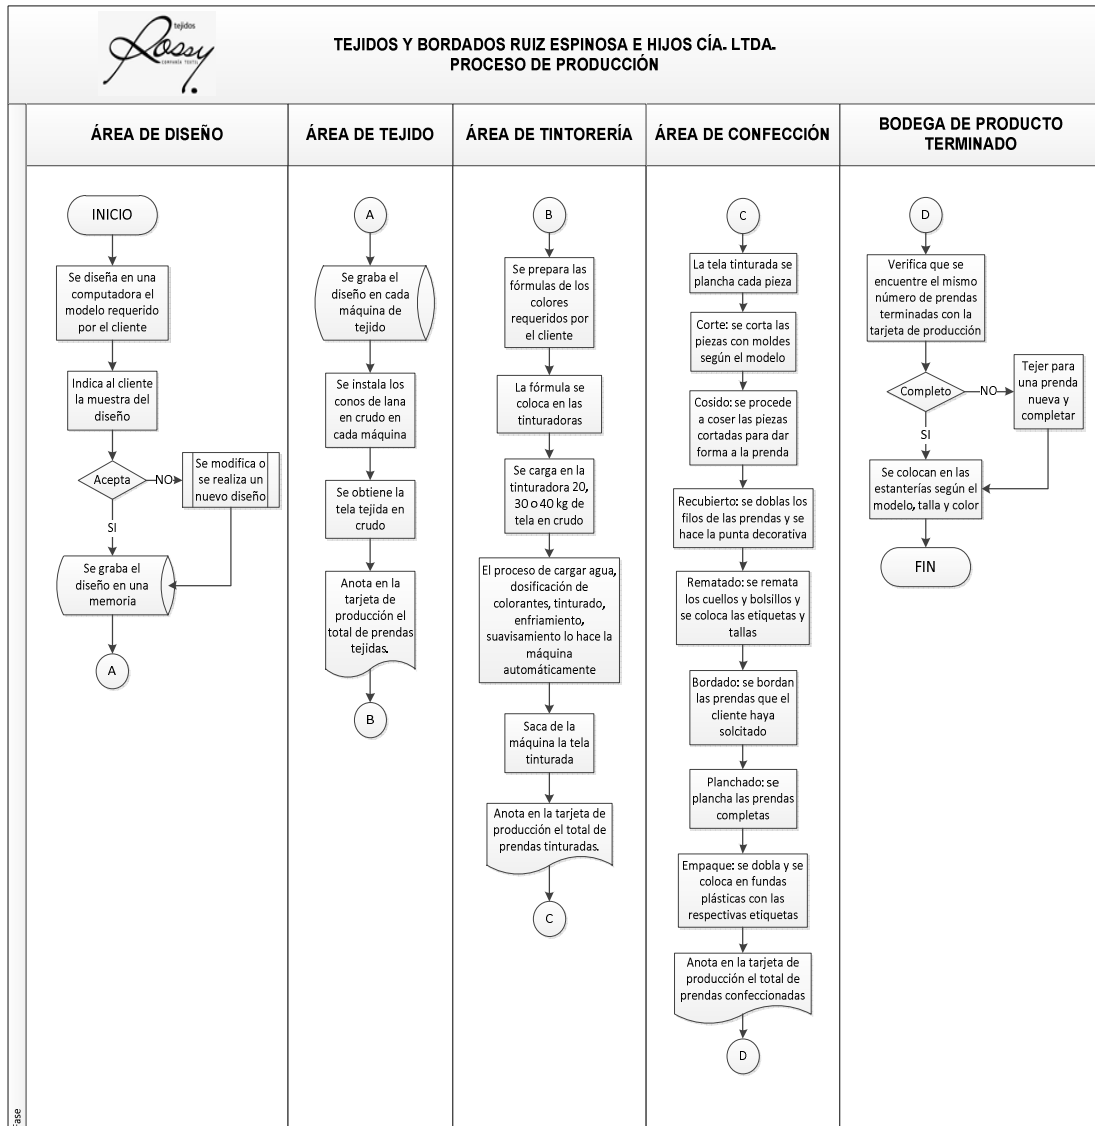 tejidos
Rossy
COMPAÑÍA TEXTIL
TEJIDOS Y BORDADOS RUIZ ESPINOSA E HIJOS CÍA. LTDA.
PROCESO DE PRODUCCIÓN
ÁREA DE DISEÑO
INICIO
Se diseña en una
computadora el
modelo requerido
por el cliente
Indica al cliente
la muestra del
diseño
Acepta
NO
Se modifica o
se realiza un
nuevo diseño
SI
Se graba el
diseño en una
memoria
A
ÁREA DE TEJIDO
A
Se graba el
diseño en cada
máquina de
tejido
Se instala los
conos de lana
en crudo en
cada máquina
Se obtiene la
tela tejida en
crudo
Anota en la
tarjeta de
producción el
total de prendas
tejidas.
B
ÁREA DE TINTORERÍA
B
Se prepara las
fórmulas de los
colores
requeridos por
el cliente
La fórmula se
coloca en las
tinturadoras
Se carga en la
tinturadora 20,
30 o 40 kg de
tela en crudo
El proceso de cargar agua,
dosificación de
colorantes, tinturado,
enfriamiento,
suavisamiento lo hace la
máquina
automáticamente
Saca de la
máquina la tela
tinturada
Anota en la tarjeta de
producción el total de
prendas tinturadas.
C
ÁREA DE CONFECCIÓN
C
La tela tinturada se
plancha cada pieza
Corte: se corta las
piezas con moldes
según el modelo
Cosido: se procede
a coser las piezas
cortadas para dar
forma a la prenda
Recubierto: se doblas los
filos de las prendas y se
hace la punta decorativa
Rematado: se remata
los cuellos y bolsillos y
se coloca las etiquetas y
tallas
Bordado: se bordan
las prendas que el
cliente haya
solcitado
Planchado: se
plancha las prendas
completas
Empaque: se dobla y se
coloca en fundas
plásticas con las
respectivas etiquetas
Anota en la tarjeta de
producción el total de
prendas confeccionadas
D
BODEGA DE PRODUCTO
TERMINADO
D
Verifica que se
encuentre el mismo
número de prendas
terminadas con la
tarjeta de producción
Completo
NO
Tejer para
una prenda
nueva y
completar
SI
Se colocan en las
estanterías según el
modelo, talla y color
FIN
Fase